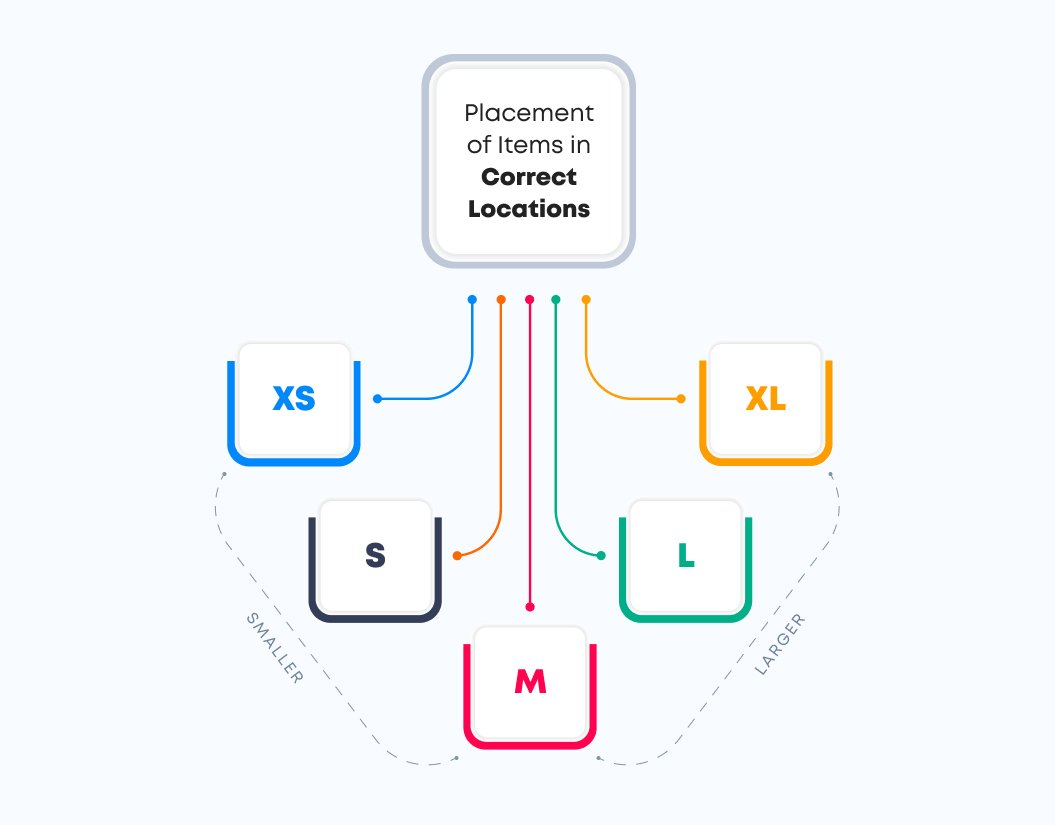 Placement
of Items in
Correct
Locations
XS
XL
S
L
M
SMALLER
LARGER